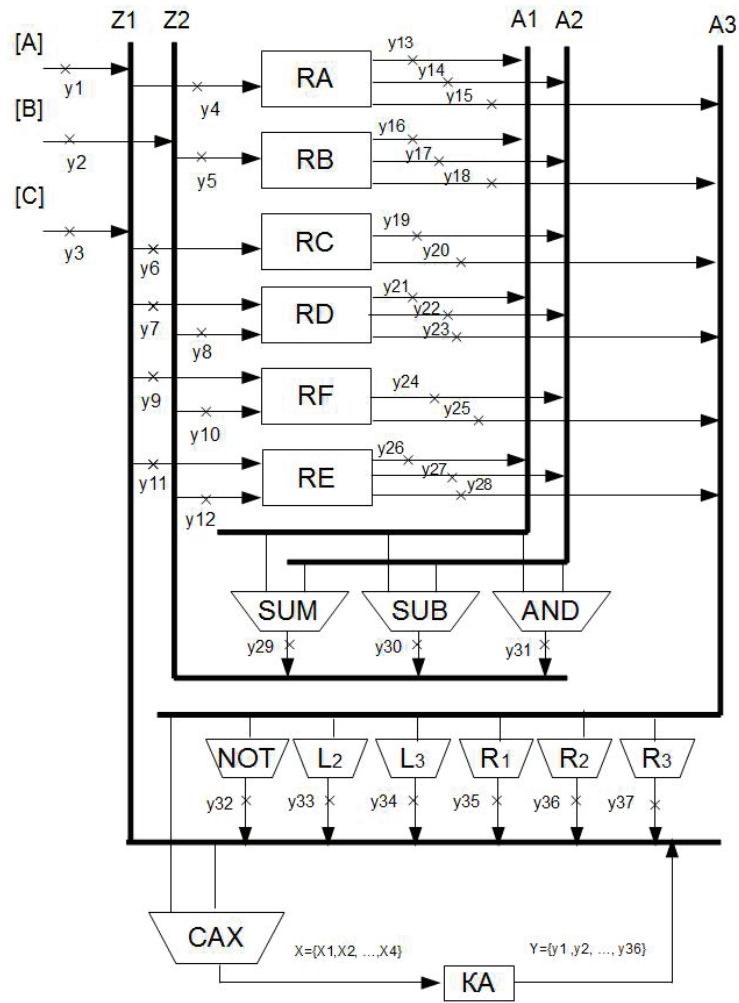 Z1 Z2 A1 A2 A3
[A]
y1
y4
RA
y13
y14
y15
[B]
y2
y5
RB
y16
y17
y18
[C]
y3
y6
RC
y19
y20
y7
y8
RD
y21
y22
y23
y9
y10
RF
y24
y25
y11
y12
RE
y26
y27
y28
SUM SUB AND
y29 y30 y31
NOT L2 L3 R1 R2 R3
y32 y33 y34 y35 y36 y37
CAX
X={X1,X2, ...,X4}
КА
Y={y1 ,y2, ..., y36}